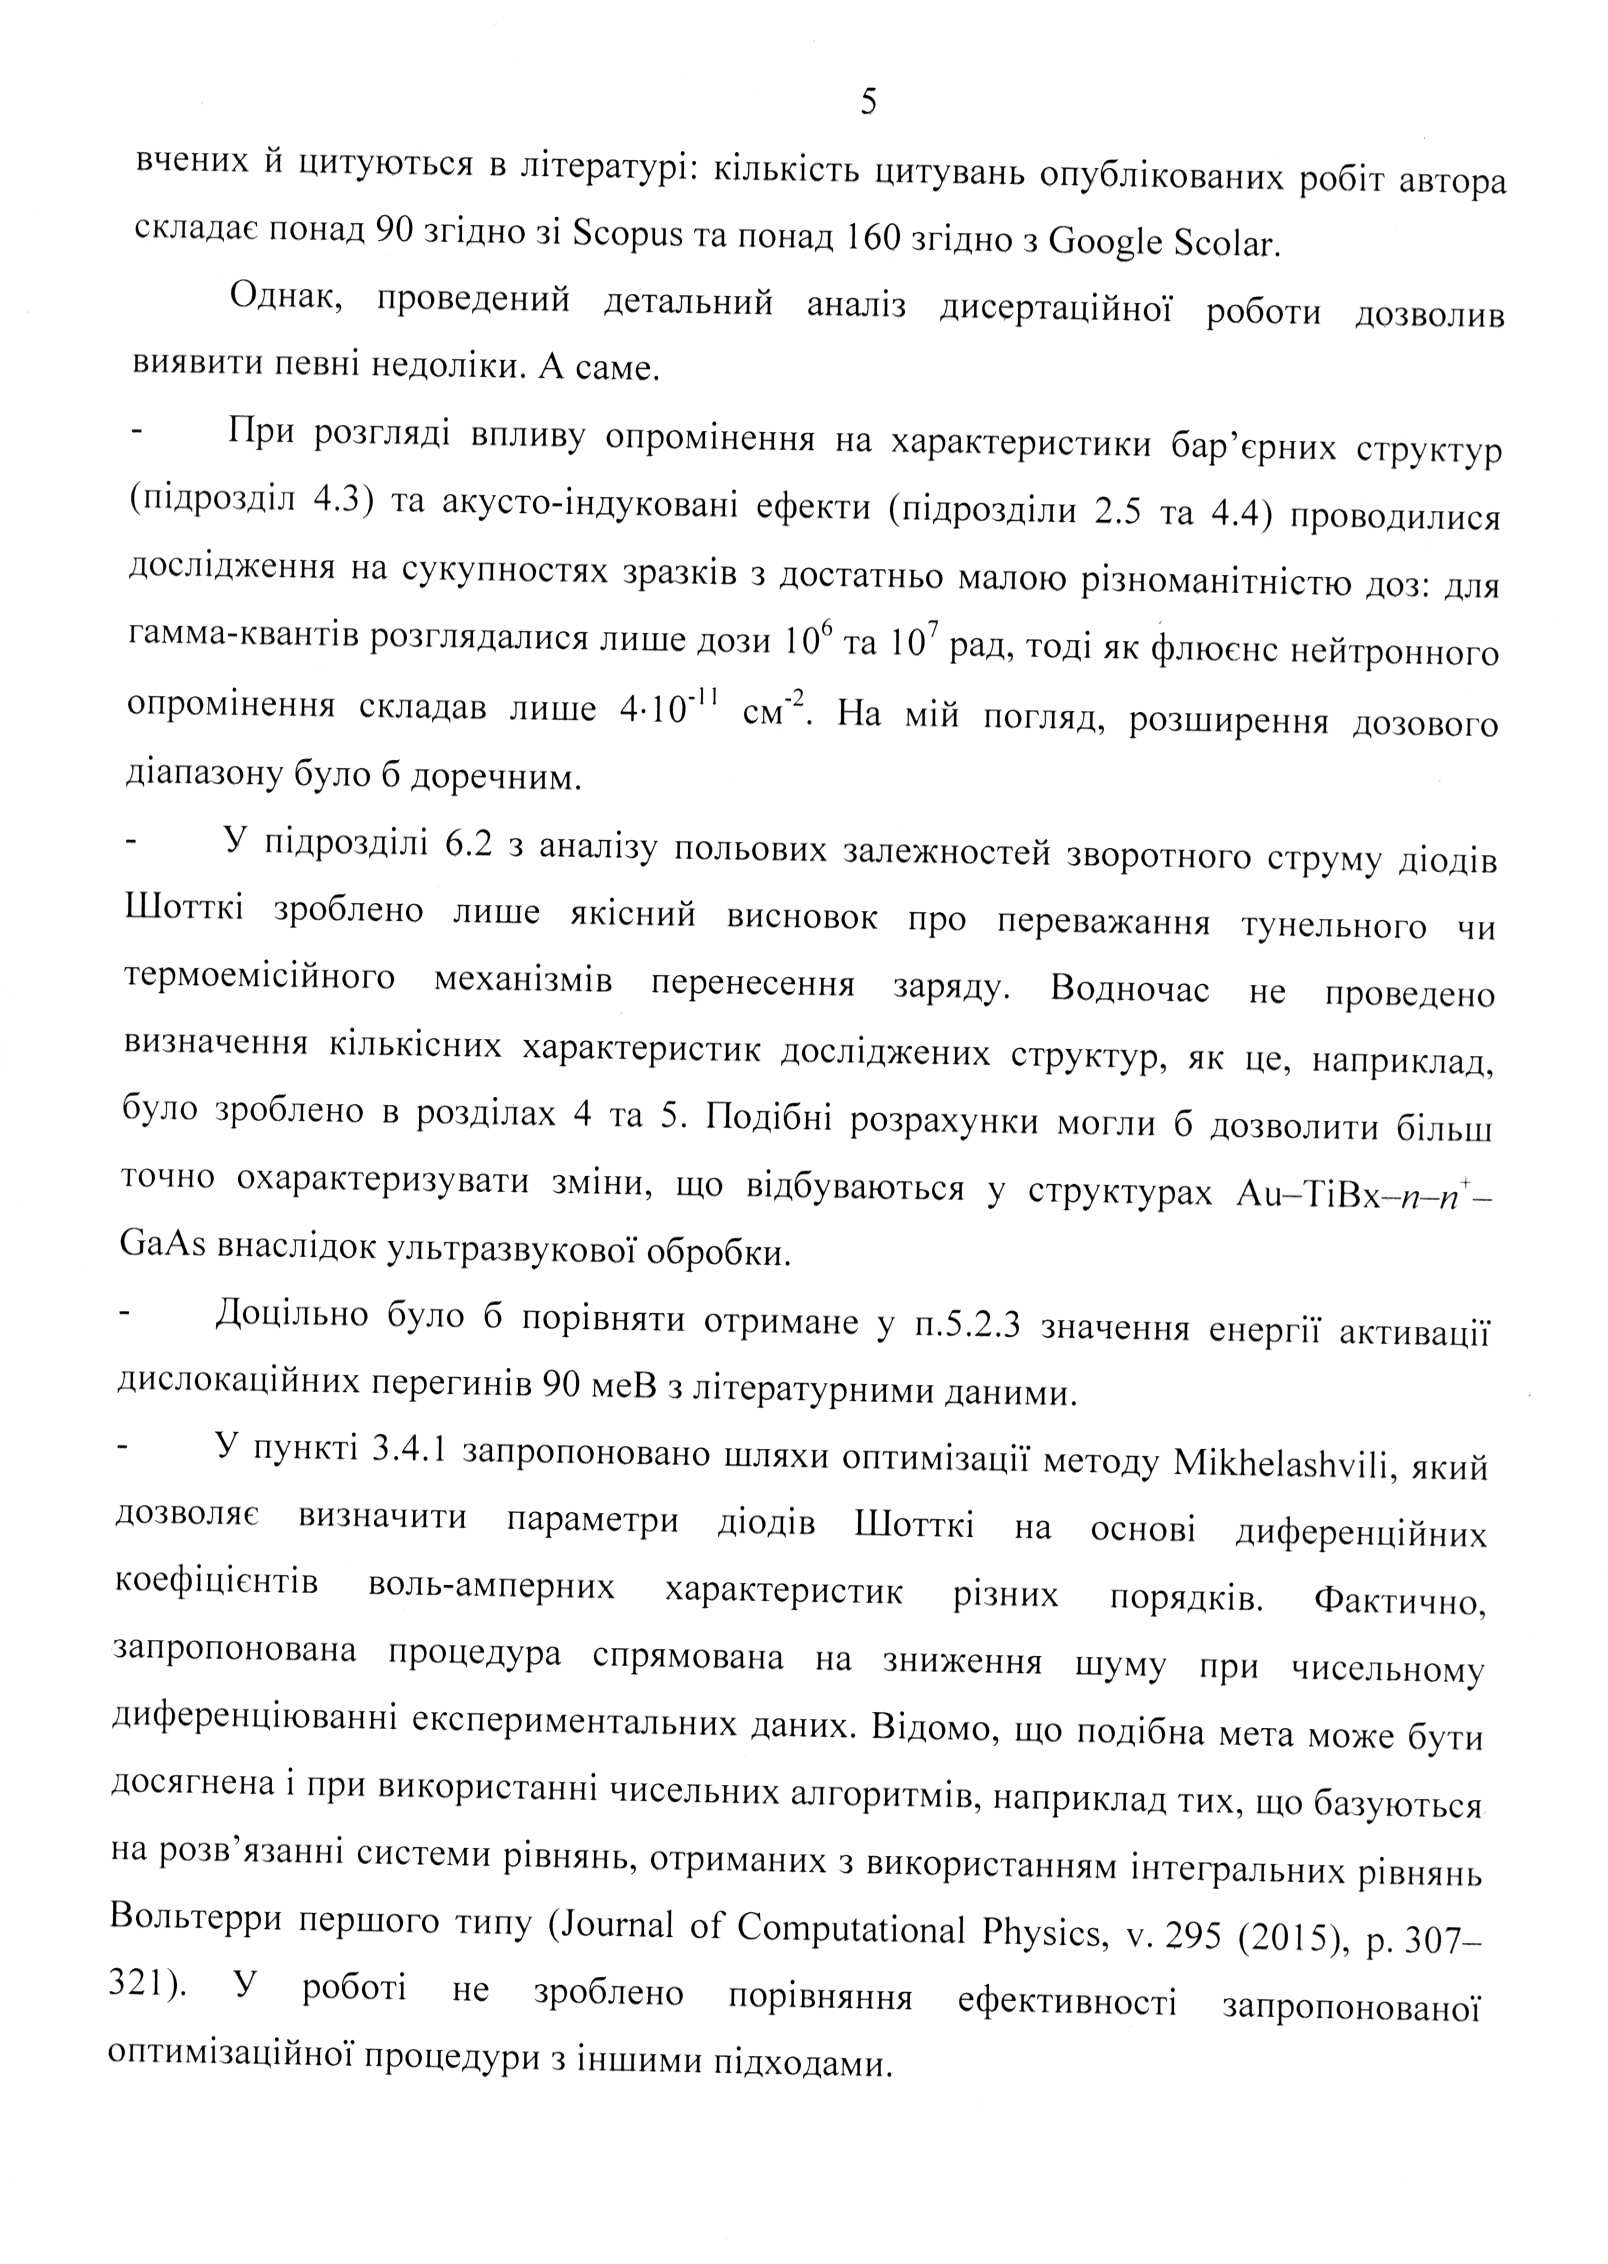 5
вчених й цитуються в літературі: кількість цитувань опублікованих робіт автора
складає понад 90 згідно зі Scopus та понад 160 згідно з Google Scolar.
Однак, проведений детальний аналіз дисертаційної роботи дозволив
виявити певні недоліки. А саме.
- При розгляді впливу опромінення на характеристики бар’єрних структур
(підрозділ 4.3) та акусто-індуковані ефекти (підрозділи 2.5 та 4.4) проводилися
дослідження на сукупностях зразків з достатньо малою різноманітністю доз: для
гамма-квантів розглядалися лише дози 10⁶ та 10⁷ рад, тоді як флюєнс нейтронного
опромінення складав лише 4·10⁻¹¹ см⁻². На мій погляд, розширення дозового
діапазону було б доречним.
- У підрозділі 6.2 з аналізу польових залежностей зворотного струму діодів
Шотткі зроблено лише якісний висновок про переважання тунельного чи
термоемісійного механізмів перенесення заряду. Водночас не проведено
визначення кількісних характеристик досліджених структур, як це, наприклад,
було зроблено в розділах 4 та 5. Подібні розрахунки могли б дозволити більш
точно охарактеризувати зміни, що відбуваються у структурах Au–TiBx–n–n⁺–
GaAs внаслідок ультразвукової обробки.
- Доцільно було б порівняти отримане у п.5.2.3 значення енергії активації
дислокаційних перегинів 90 меВ з літературними даними.
- У пункті 3.4.1 запропоновано шляхи оптимізації методу Mikhelashvili, який
дозволяє визначити параметри діодів Шотткі на основі диференційних
коефіцієнтів воль-амперних характеристик різних порядків. Фактично,
запропонована процедура спрямована на зниження шуму при чисельному
диференціюванні експериментальних даних. Відомо, що подібна мета може бути
досягнена і при використанні чисельних алгоритмів, наприклад тих, що базуються
на розв’язанні системи рівнянь, отриманих з використанням інтегральних рівнянь
Вольтерри першого типу (Journal of Computational Physics, v. 295 (2015), p. 307–
321). У роботі не зроблено порівняння ефективності запропонованої
оптимізаційної процедури з іншими підходами.